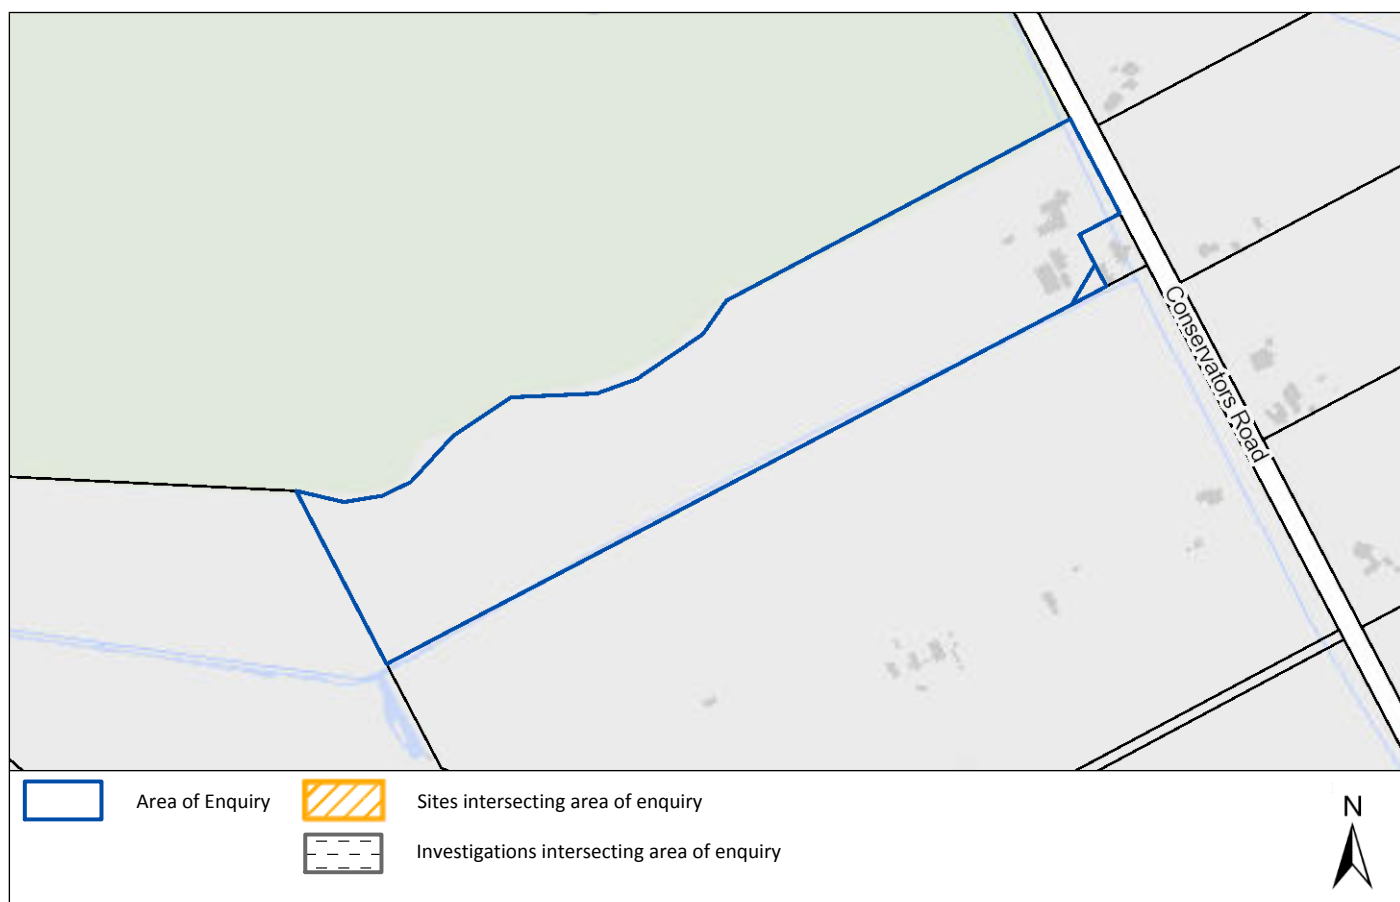 Conservators Road
Area of Enquiry
Sites intersecting area of enquiry
N
Investigations intersecting area of enquiry